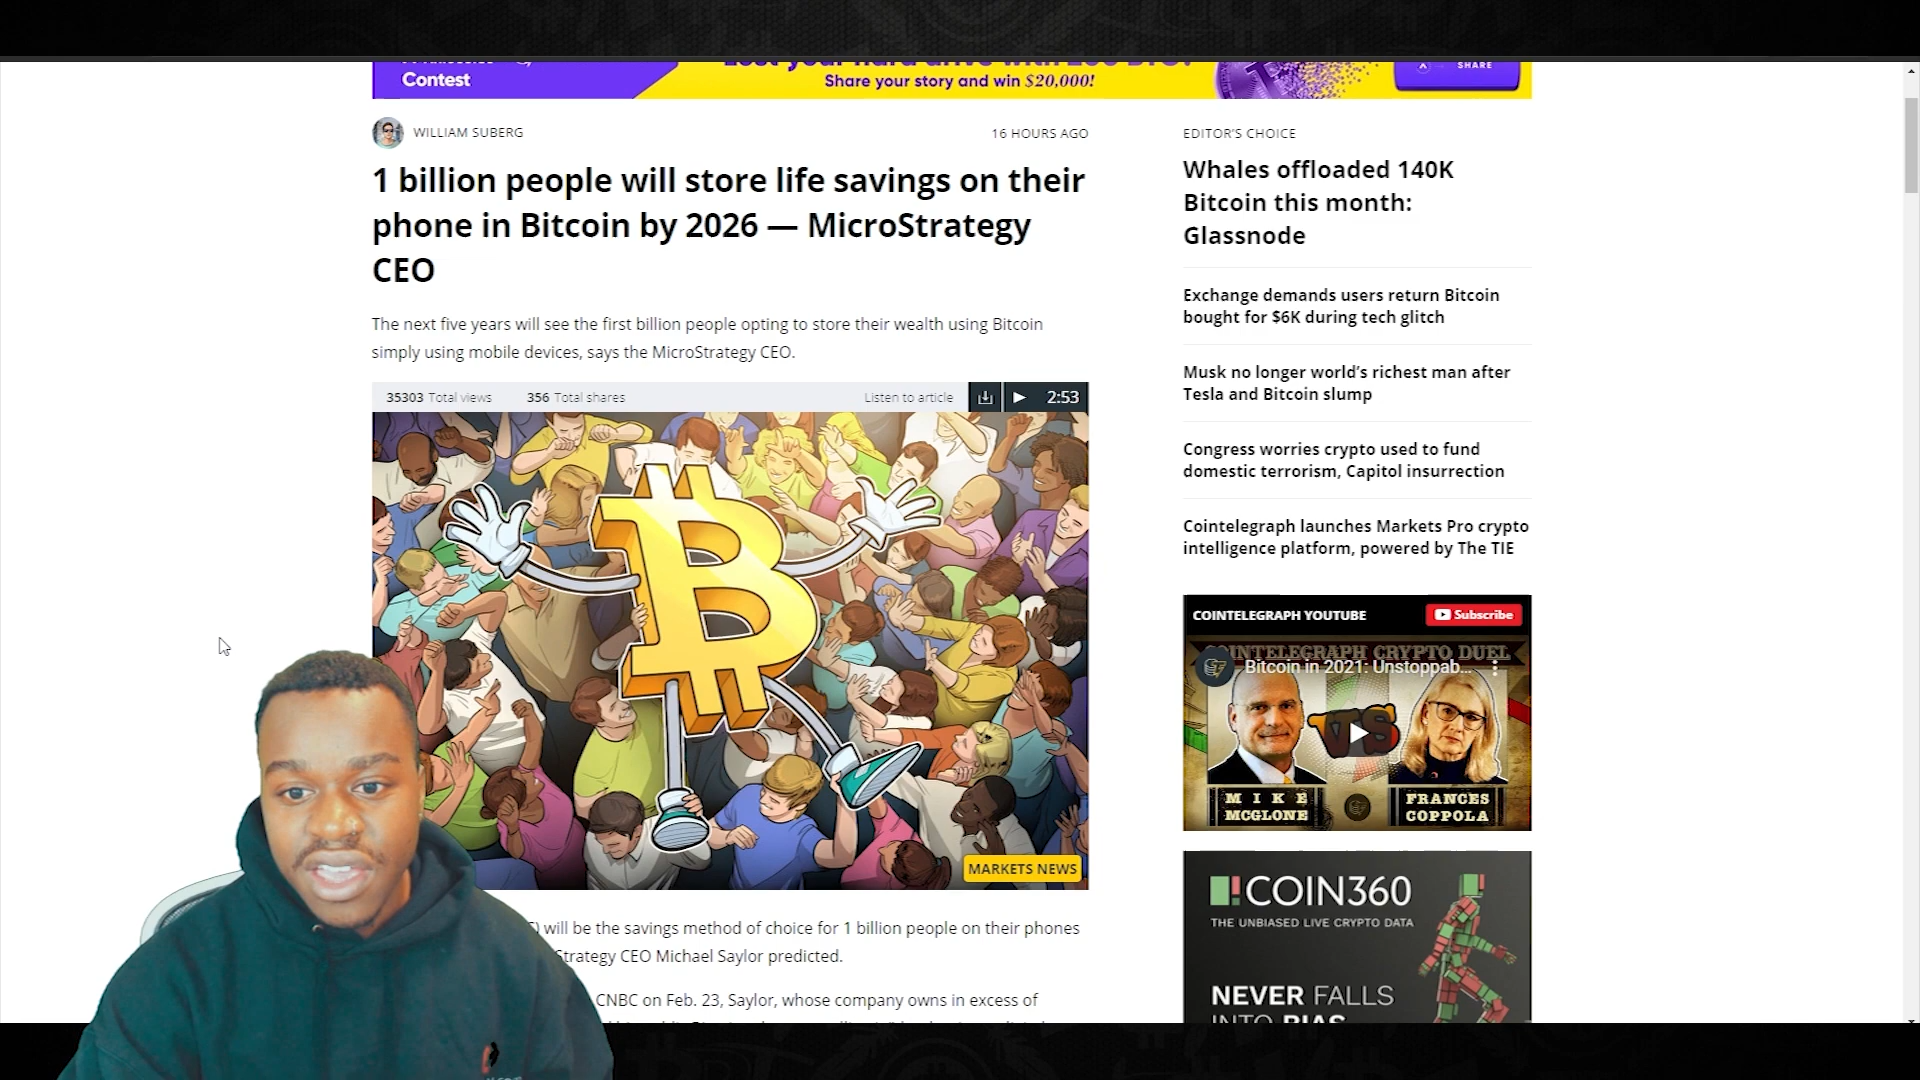 Contest
Share your story and win $20,000!
SHARE
WILLIAM SUBERG
16 HOURS AGO
1 billion people will store life savings on their
phone in Bitcoin by 2026 — MicroStrategy
CEO
The next five years will see the first billion people opting to store their wealth using Bitcoin
simply using mobile devices, says the MicroStrategy CEO.
35303 Total views
356 Total shares
Listen to article
2:53
MARKETS NEWS
will be the savings method of choice for 1 billion people on their phones
CEO Michael Saylor predicted.
CNBC on Feb. 23, Saylor, whose company owns in excess of
EDITOR'S CHOICE
Whales offloaded 140K
Bitcoin this month:
Glassnode
Exchange demands users return Bitcoin
bought for $6K during tech glitch
Musk no longer world's richest man after
Tesla and Bitcoin slump
Congress worries crypto used to fund
domestic terrorism, Capitol insurrection
Cointelegraph launches Markets Pro crypto
intelligence platform, powered by The TIE
COINTELEGRAPH YOUTUBE
Subscribe
COINTELEGRAPH CRYPTO DUEL
Bitcoin in 2021: Unstoppab...
VS
MIKE
MCGLONE
FRANCES
COPPOLA
COIN360
THE UNBIASED LIVE CRYPTO DATA
NEVER FALLS
INTO BIAS